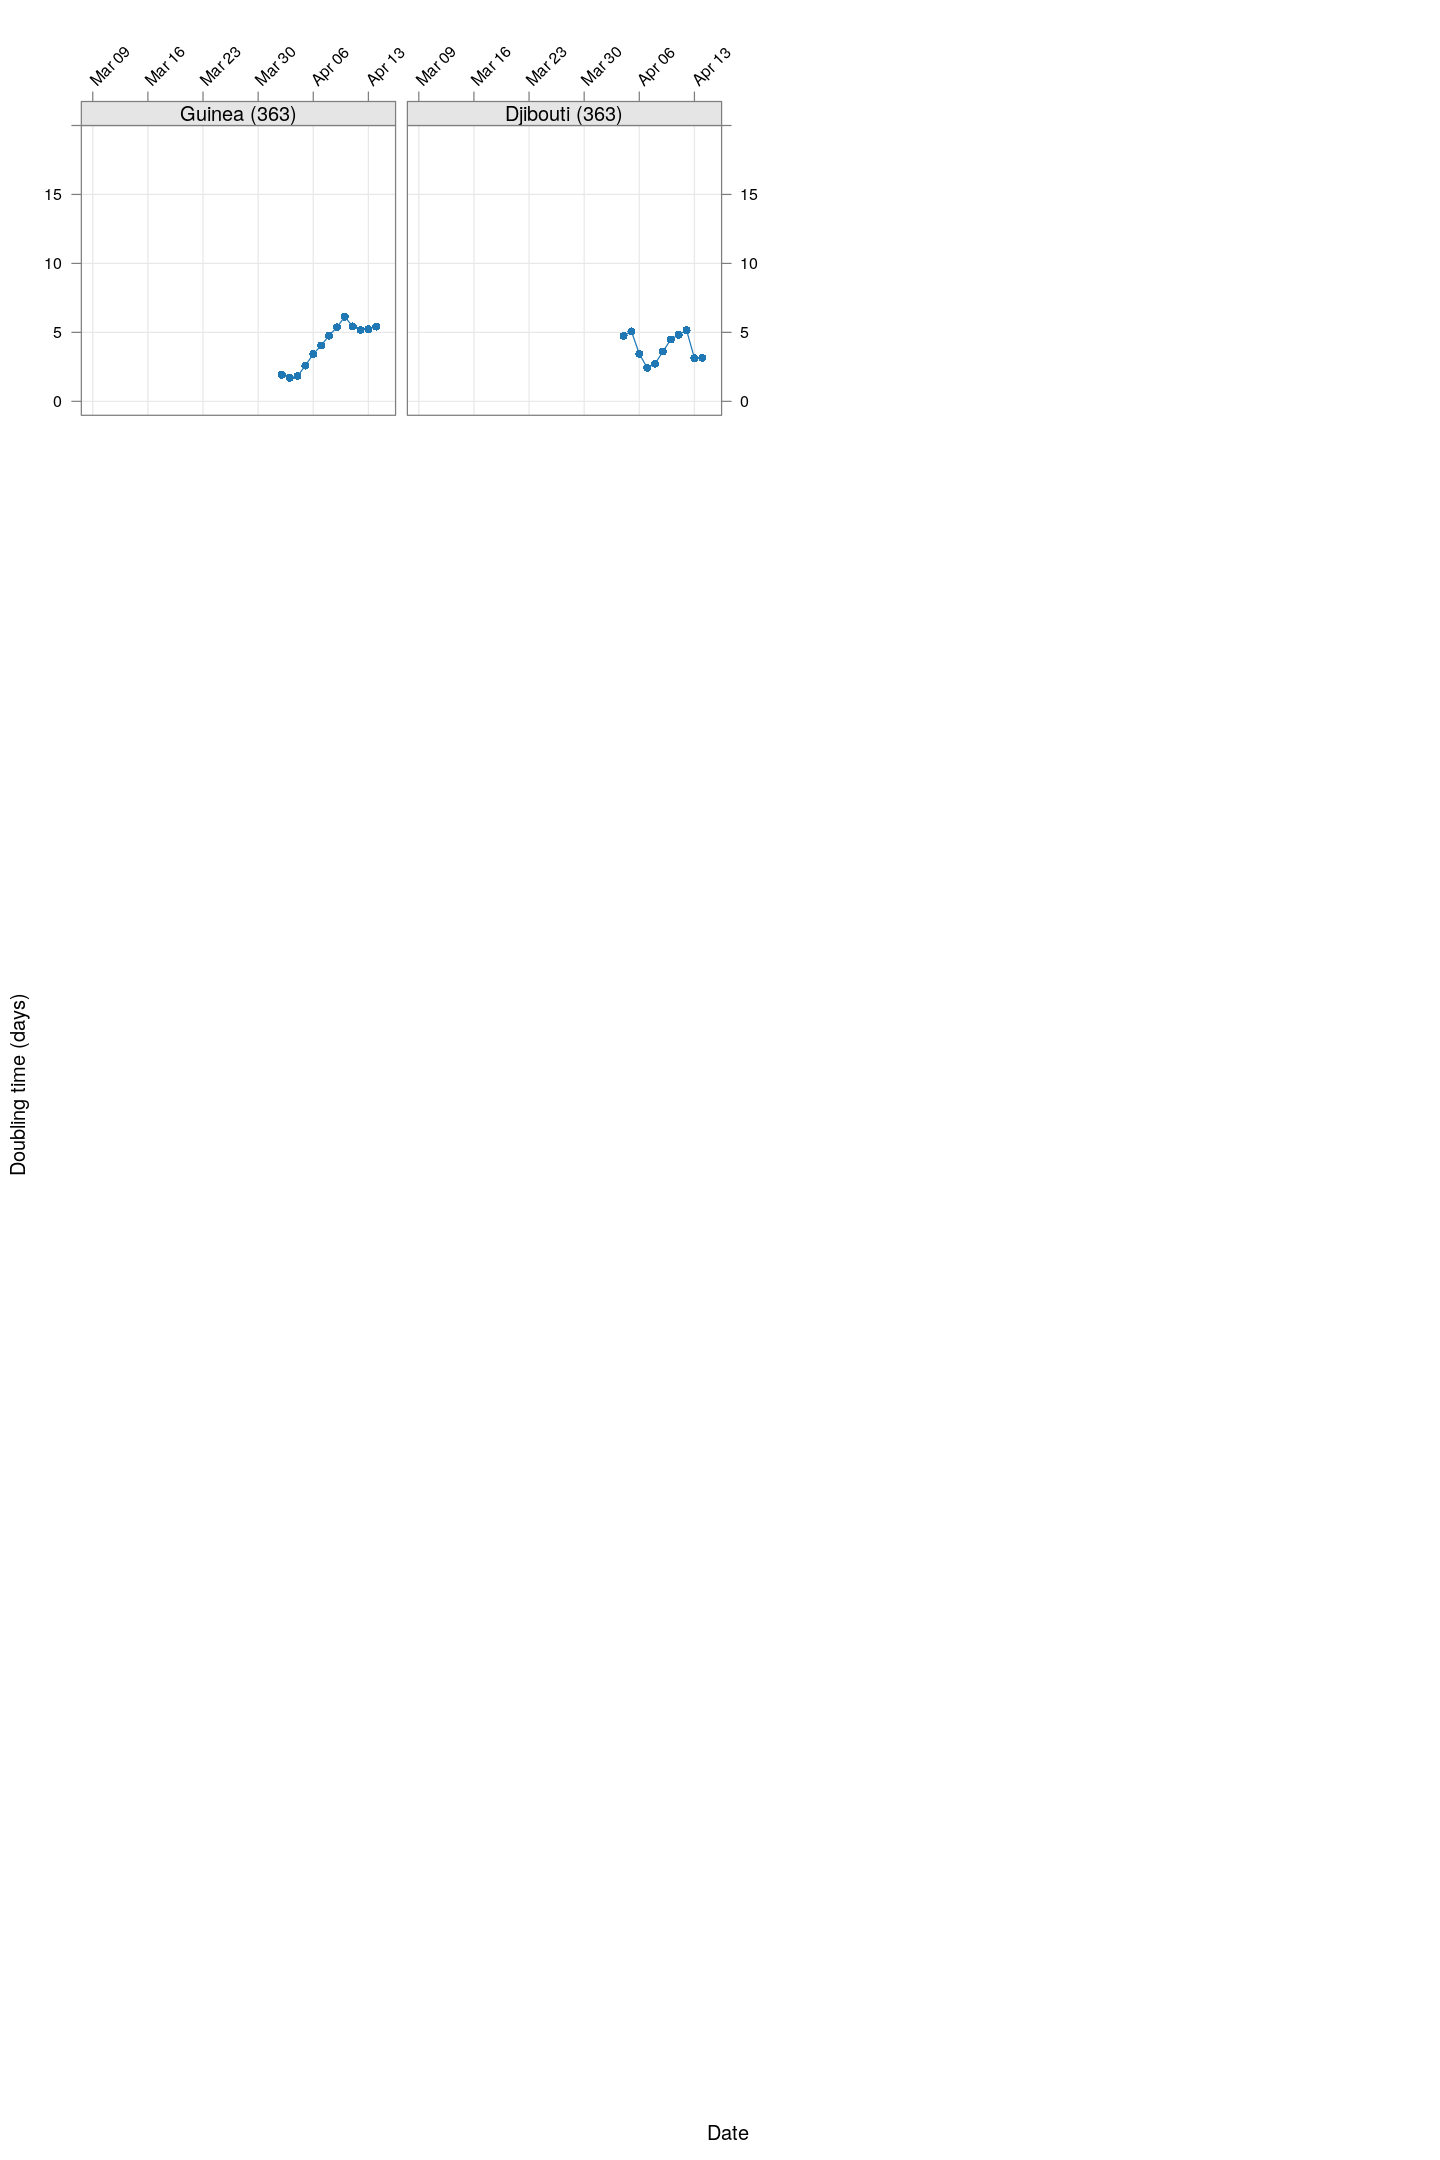 Mar 09 Mar 16 Mar 23 Mar 30 Apr 06 Apr 13 Mar 09 Mar 16 Mar 23 Mar 30 Apr 06 Apr 13
Guinea (363) Djibouti (363)
15 15
10 10
5 5
0 0
Doubling time (days)
Date